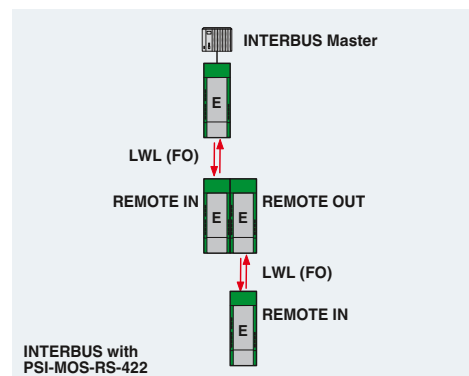 INTERBUS Master
E
LWL (FO)
REMOTE IN
E
E
REMOTE OUT
LWL (FO)
REMOTE IN
E
INTERBUS with
PSI-MOS-RS-422